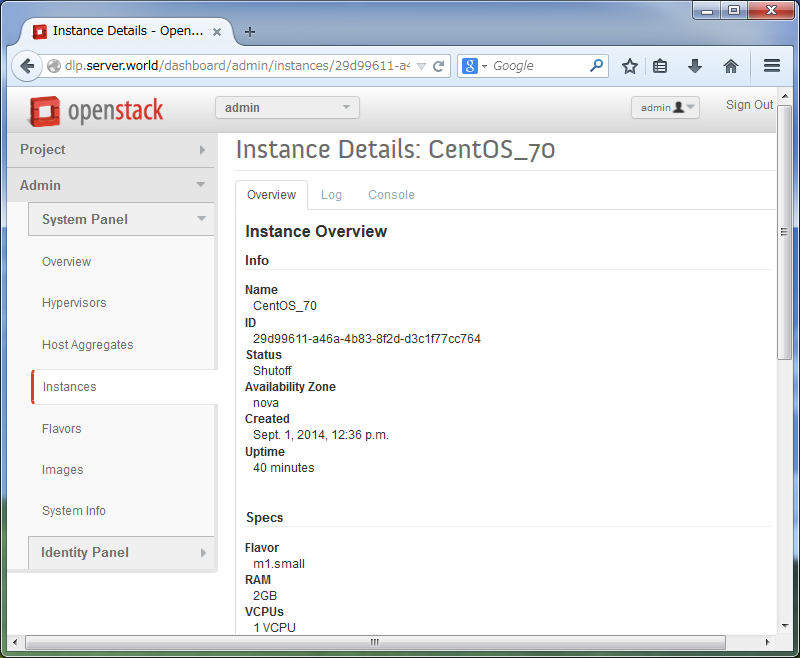 Instance Details - Open...
dlp.server.world/dashboard/admin/instances/29d99611-a4
Google
openstack
admin
admin
Sign Out
Project
Admin
System Panel
Overview
Hypervisors
Host Aggregates
Instances
Flavors
Images
System Info
Identity Panel
Instance Details: CentOS_70
Overview
Log
Console
Instance Overview
Info
Name
CentOS_70
ID
29d99611-a46a-4b83-8f2d-d3c1f77cc764
Status
Shutoff
Availability Zone
nova
Created
Sept. 1, 2014, 12:36 p.m.
Uptime
40 minutes
Specs
Flavor
m1.small
RAM
2GB
VCPUs
1 VCPU